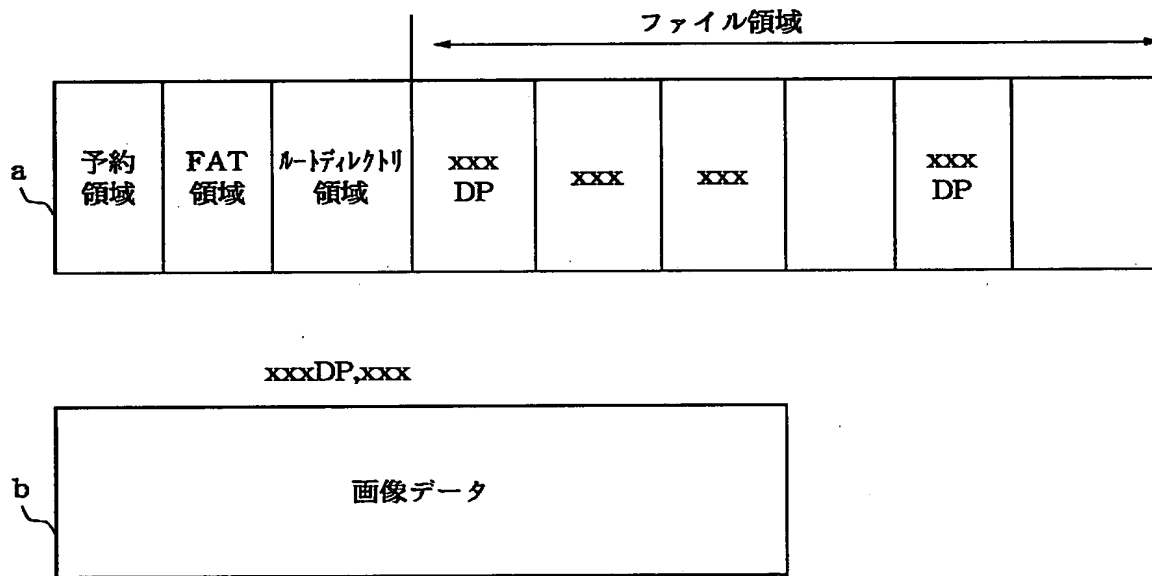 ファイル領域
a
予約
領域
FAT
領域
ルートディレクトリ
領域
xxx
DP
xxx
xxx
xxx
DP
xxxDP,xxx
b
画像データ